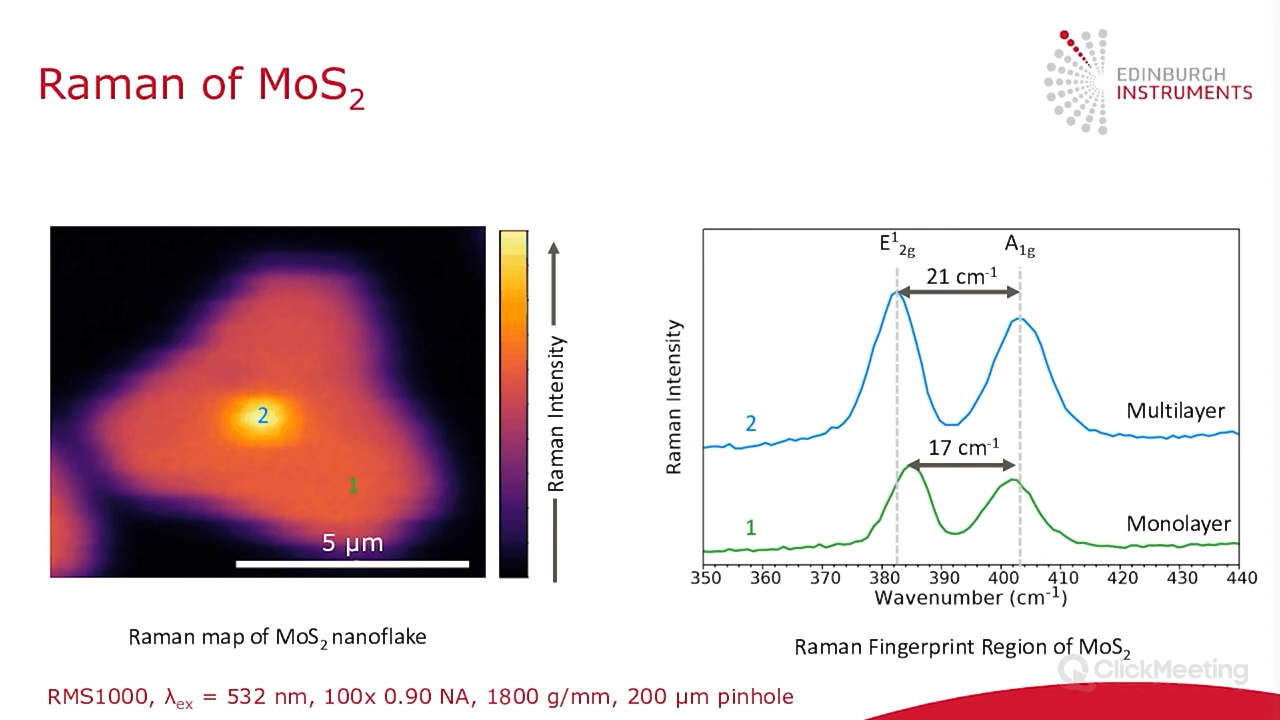 Raman of MoS₂
EDINBURGH
INSTRUMENTS
2
1
5 µm
Raman Intensity
Raman map of MoS₂ nanoflake
E¹₂g
A₁g
21 cm⁻¹
2
Multilayer
17 cm⁻¹
1
Monolayer
Raman Intensity
350 360 370 380 390 400 410 420 430 440
Wavenumber (cm⁻¹)
Raman Fingerprint Region of MoS₂
ClickMeeting
RMS1000, λex = 532 nm, 100x 0.90 NA, 1800 g/mm, 200 µm pinhole